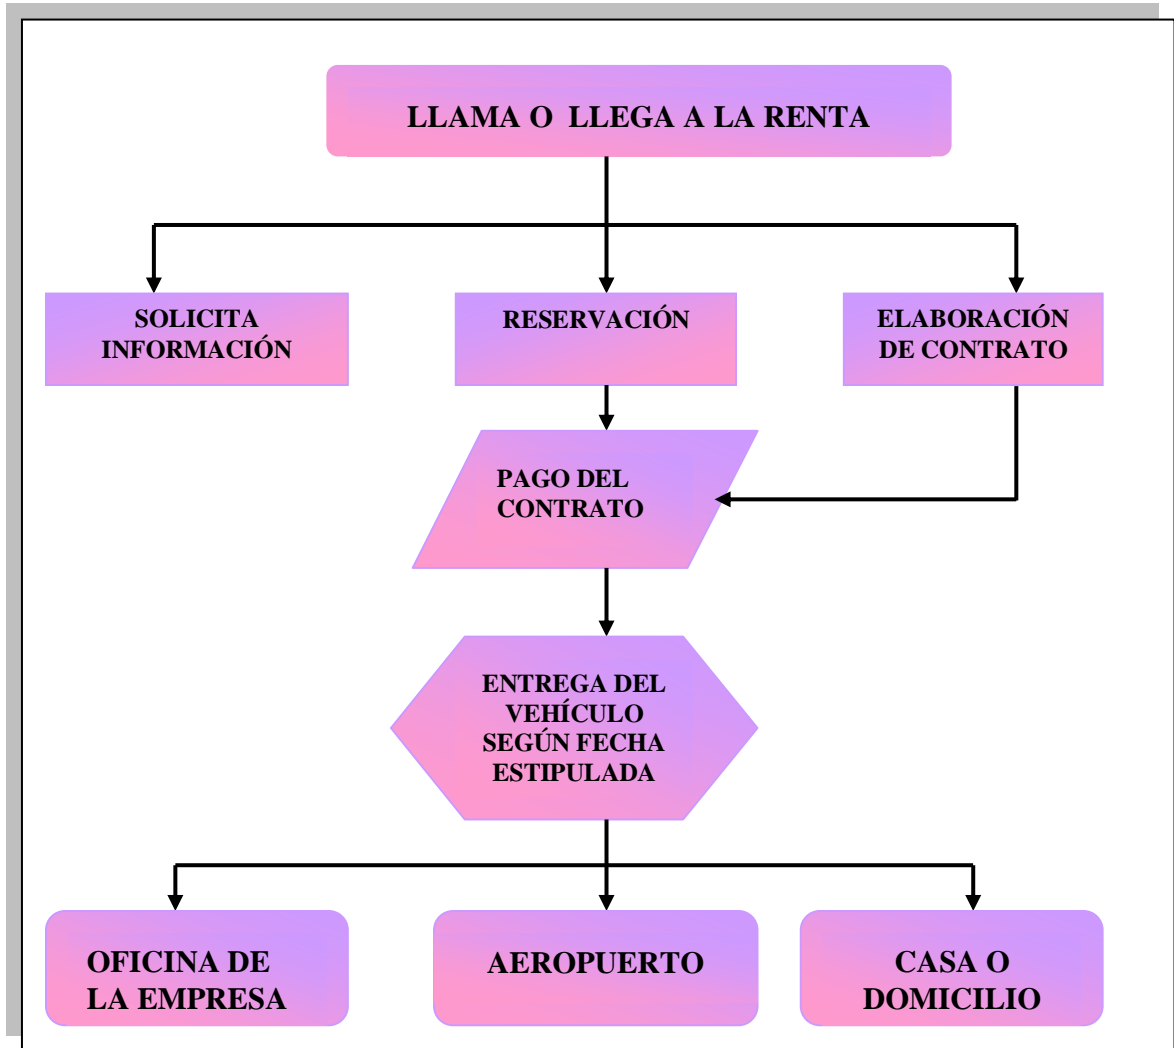 LLAMA O LLEGA A LA RENTA
SOLICITA
INFORMACIÓN
RESERVACIÓN
ELABORACIÓN
DE CONTRATO
PAGO DEL
CONTRATO
ENTREGA DEL
VEHÍCULO
SEGÚN FECHA
ESTIPULADA
OFICINA DE
LA EMPRESA
AEROPUERTO
CASA O
DOMICILIO